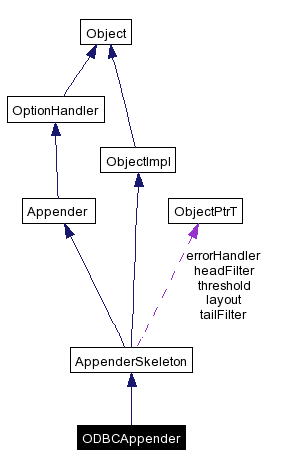 Object
OptionHandler
ObjectImpl
Appender
ObjectPtrT
errorHandler
headFilter
threshold
layout
tailFilter
AppenderSkeleton
ODBCAppender